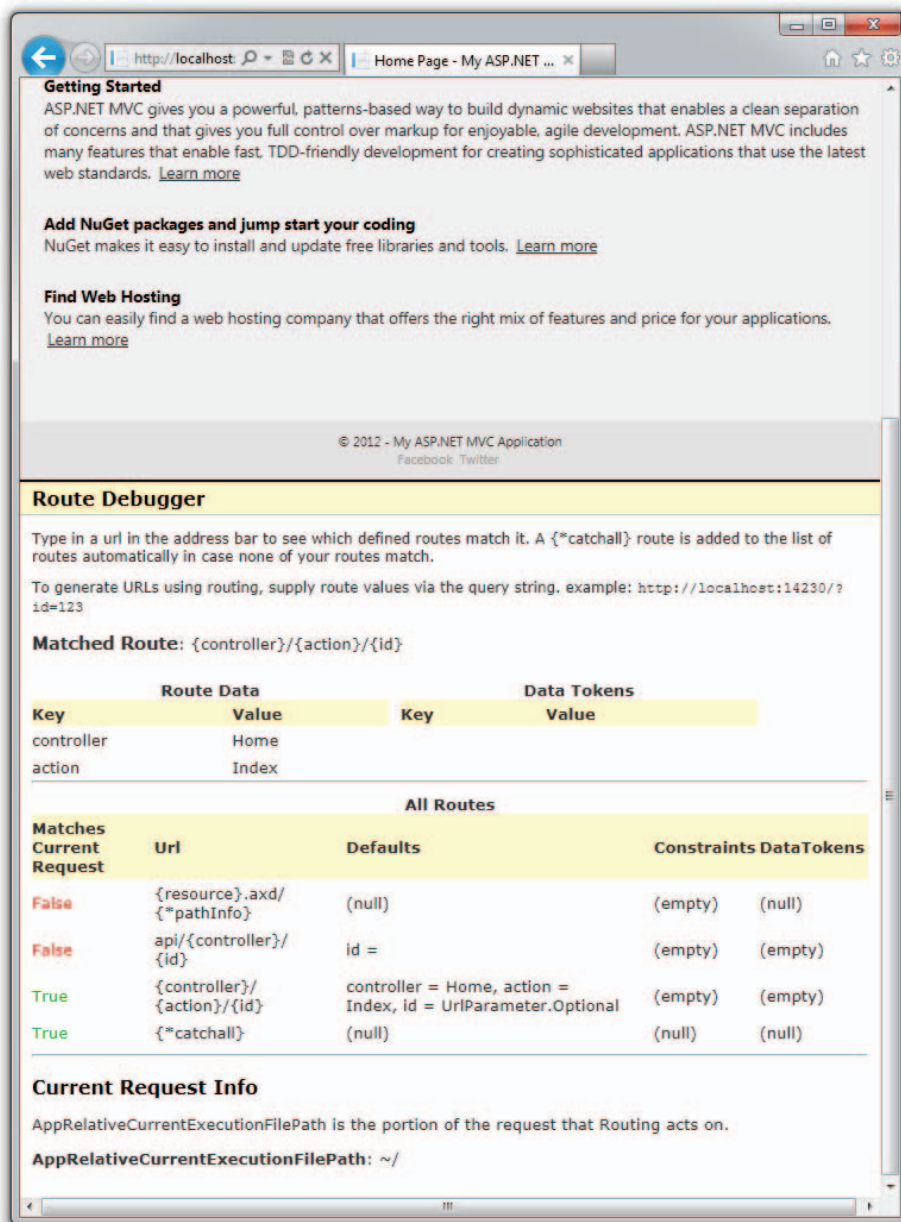 http://localhost:
Home Page - My ASP.NET ...
Getting Started
ASP.NET MVC gives you a powerful, patterns-based way to build dynamic websites that enables a clean separation
of concerns and that gives you full control over markup for enjoyable, agile development. ASP.NET MVC includes
many features that enable fast, TDD-friendly development for creating sophisticated applications that use the latest
web standards. Learn more
Add NuGet packages and jump start your coding
NuGet makes it easy to install and update free libraries and tools. Learn more
Find Web Hosting
You can easily find a web hosting company that offers the right mix of features and price for your applications.
Learn more
© 2012 - My ASP.NET MVC Application
Facebook Twitter
Route Debugger
Type in a url in the address bar to see which defined routes match it. A {*catchall} route is added to the list of
routes automatically in case none of your routes match.
To generate URLs using routing, supply route values via the query string. example: http://localhost:14230/?
id=123
Matched Route: {controller}/{action}/{id}
Route Data Data Tokens
Key Value Key Value
controller Home
action Index
All Routes
Matches
Current Url Defaults Constraints DataTokens
Request
False {resource}.axd/ (null) (empty) (null)
{*pathInfo}
False api/{controller}/ id = (empty) (empty)
{id}
True {controller}/ controller = Home, action = (empty) (empty)
{action}/{id} Index, id = UrlParameter.Optional
True {*catchall} (null) (null) (null)
Current Request Info
AppRelativeCurrentExecutionFilePath is the portion of the request that Routing acts on.
AppRelativeCurrentExecutionFilePath: ~/